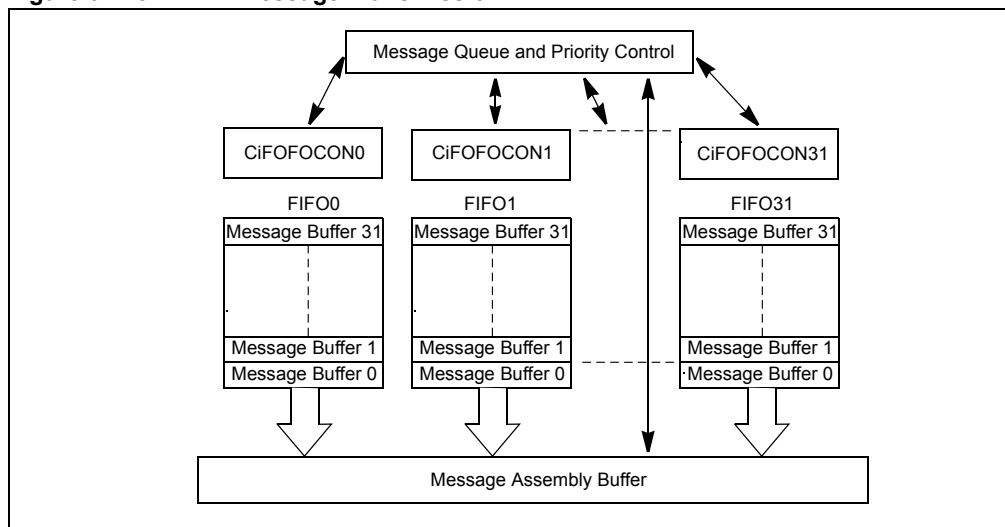 Message Queue and Priority Control
CiFOFOCON0
CiFOFOCON1
CiFOFOCON31
FIFO0
FIFO1
FIFO31
Message Buffer 31
Message Buffer 31
Message Buffer 31
Message Buffer 1
Message Buffer 1
Message Buffer 1
Message Buffer 0
Message Buffer 0
Message Buffer 0
Message Assembly Buffer